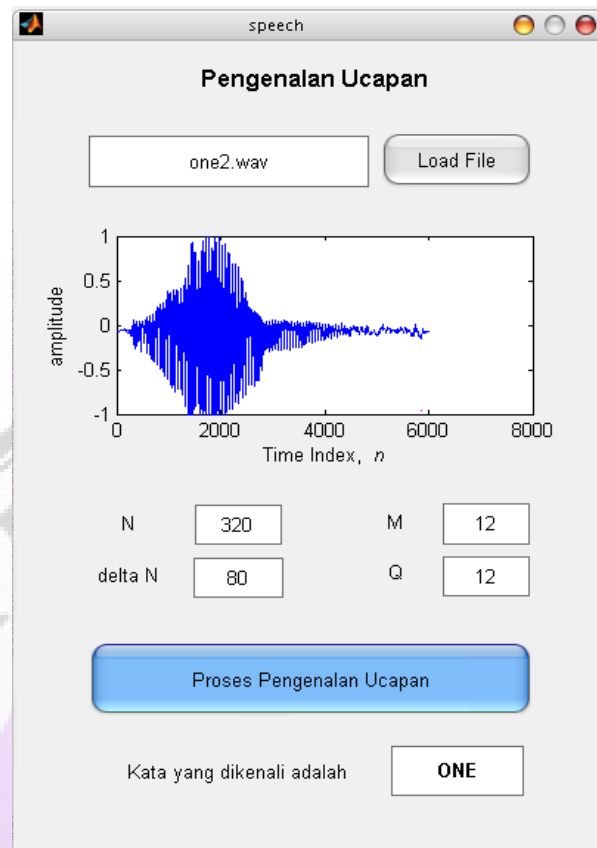 speech
Pengenalan Ucapan
one2.wav
Load File
1
0.5
0
-0.5
-1
amplitude
0 2000 4000 6000 8000
Time Index, n
N 320 M 12
delta N 80 Q 12
Proses Pengenalan Ucapan
Kata yang dikenali adalah ONE